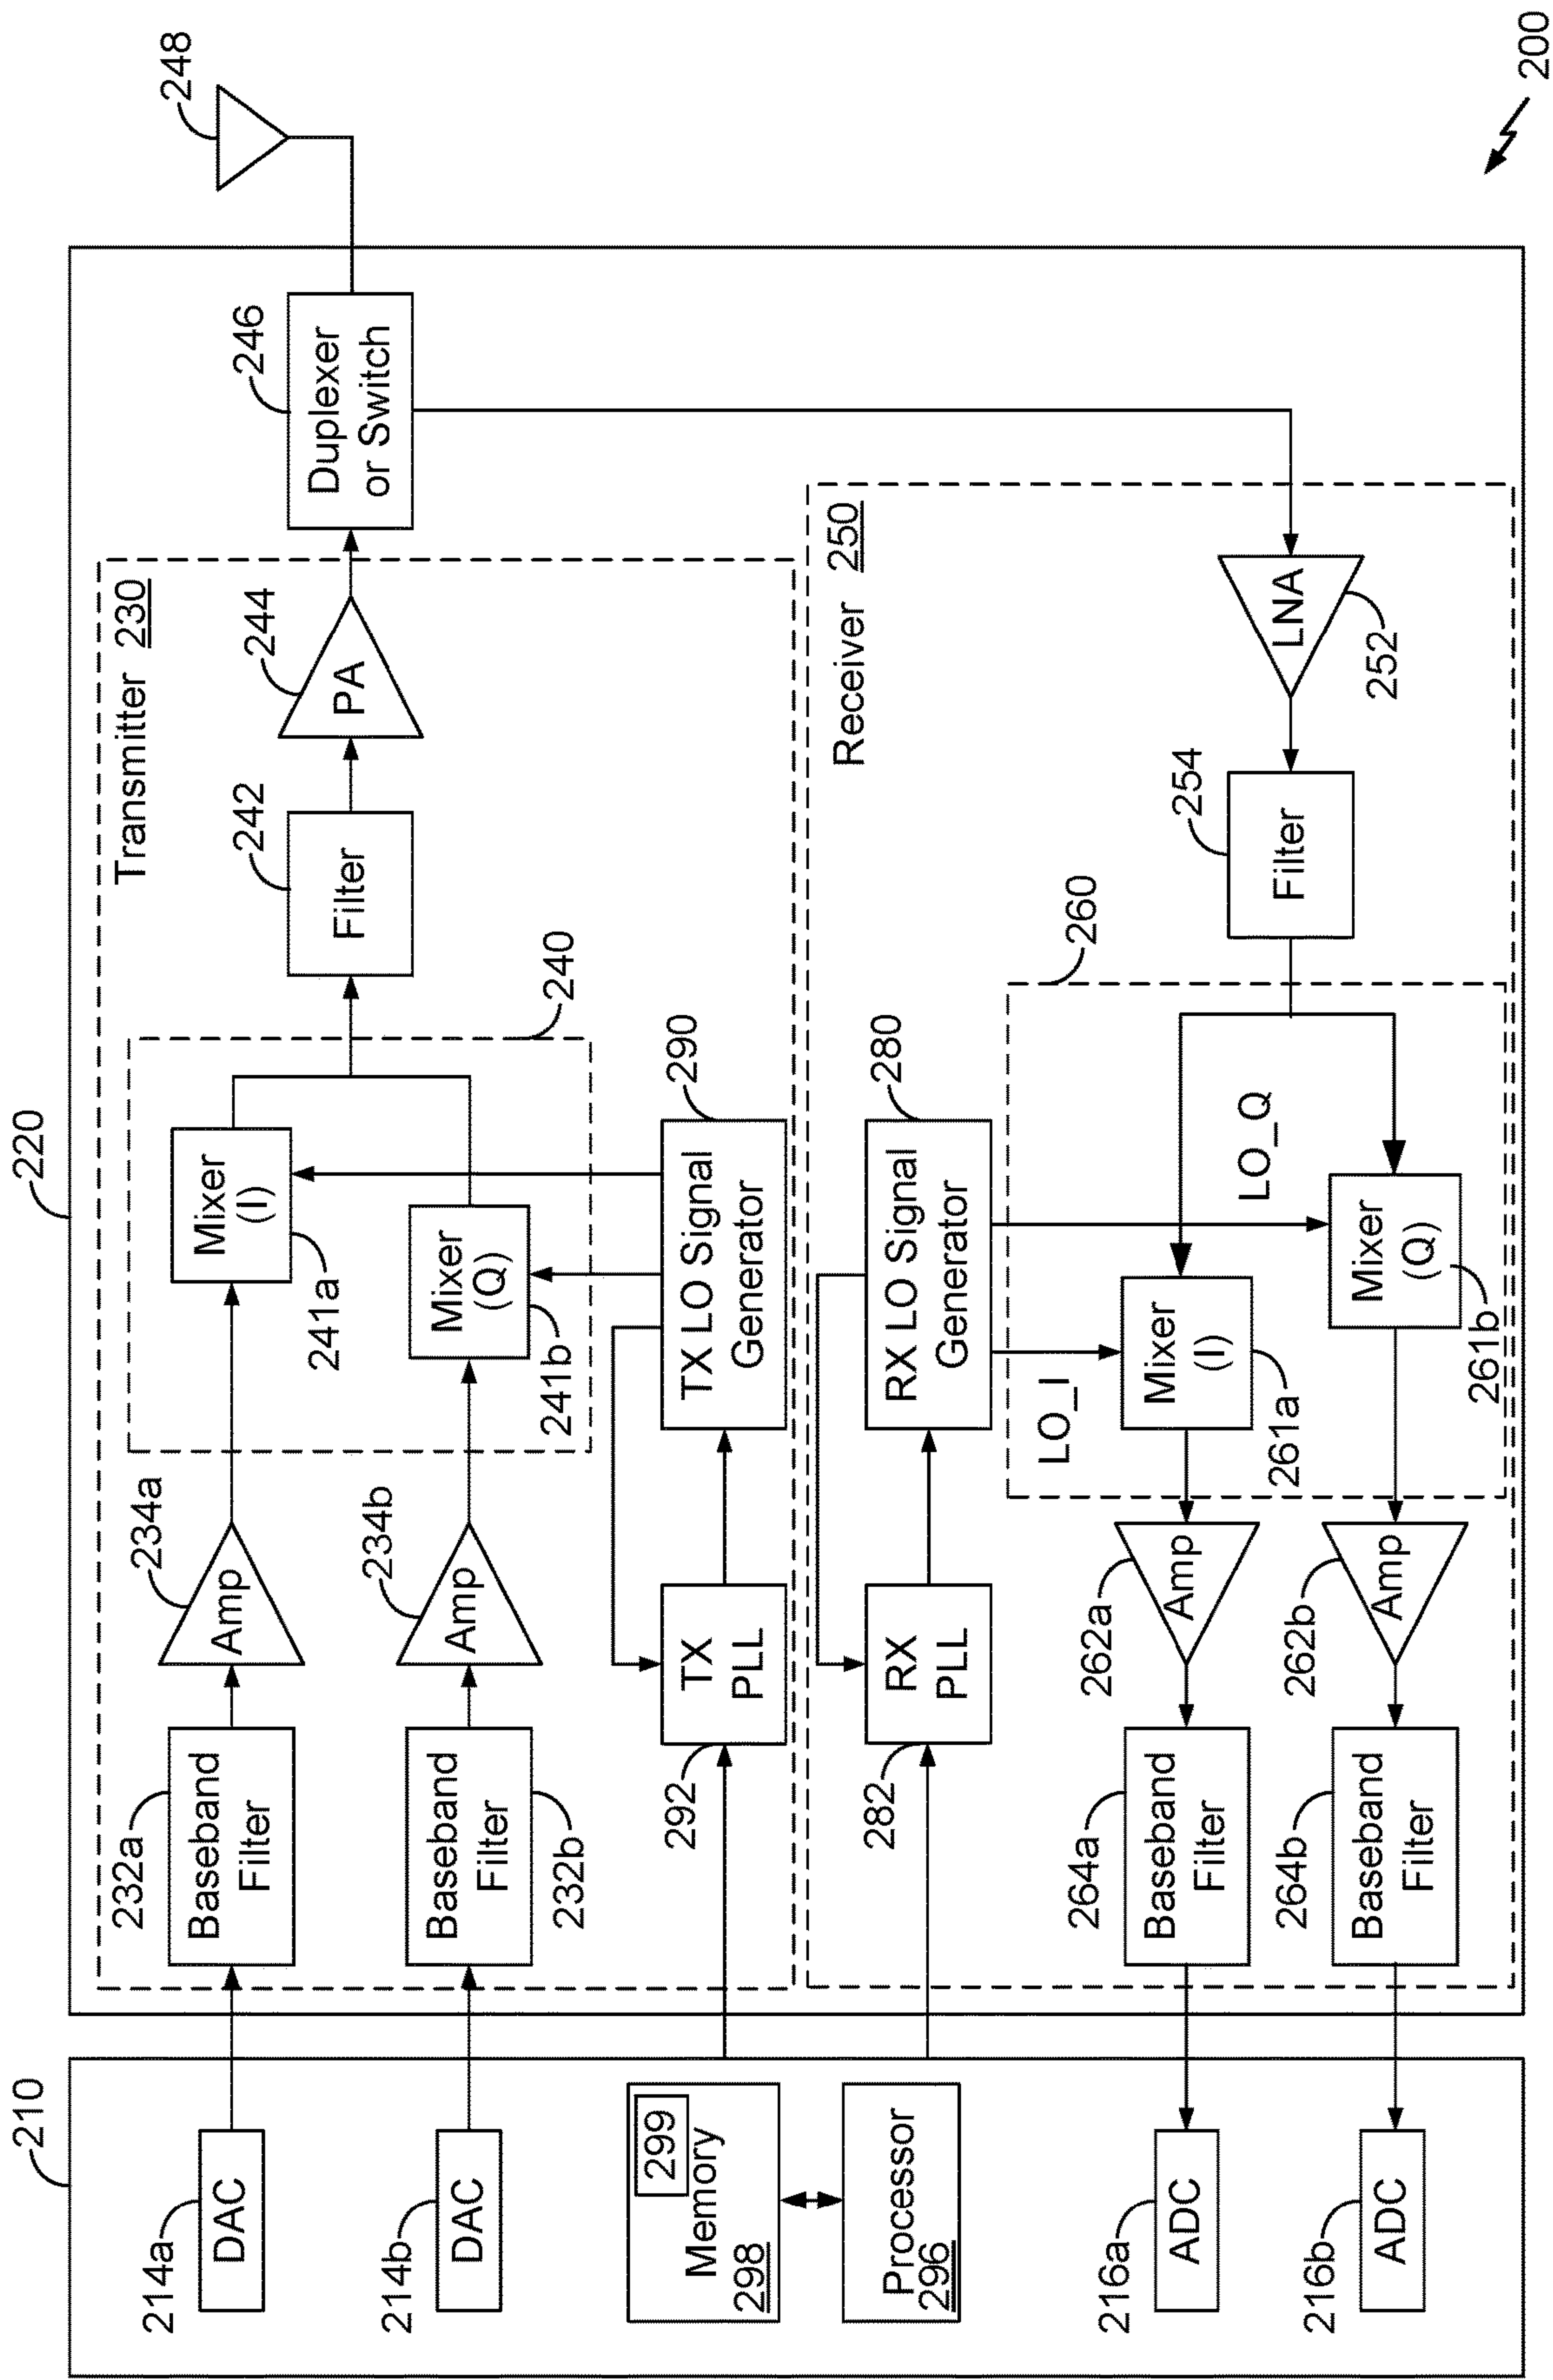 200
210
220
248
214a
DAC
214b
DAC
299
Memory
298
Processor
296
216a
ADC
216b
ADC
Transmitter 230
232a
Baseband
Filter
234a
Amp
232b
Baseband
Filter
234b
Amp
240
Mixer
(I)
241a
Mixer
(Q)
241b
242
Filter
244
PA
246
Duplexer
or Switch
292
TX
PLL
290
TX LO Signal
Generator
Receiver 250
282
RX
PLL
280
RX LO Signal
Generator
LO_I
LO_Q
260
Mixer
(I)
261a
Mixer
(Q)
261b
254
Filter
LNA
252
262a
Amp
262b
Amp
264a
Baseband
Filter
264b
Baseband
Filter